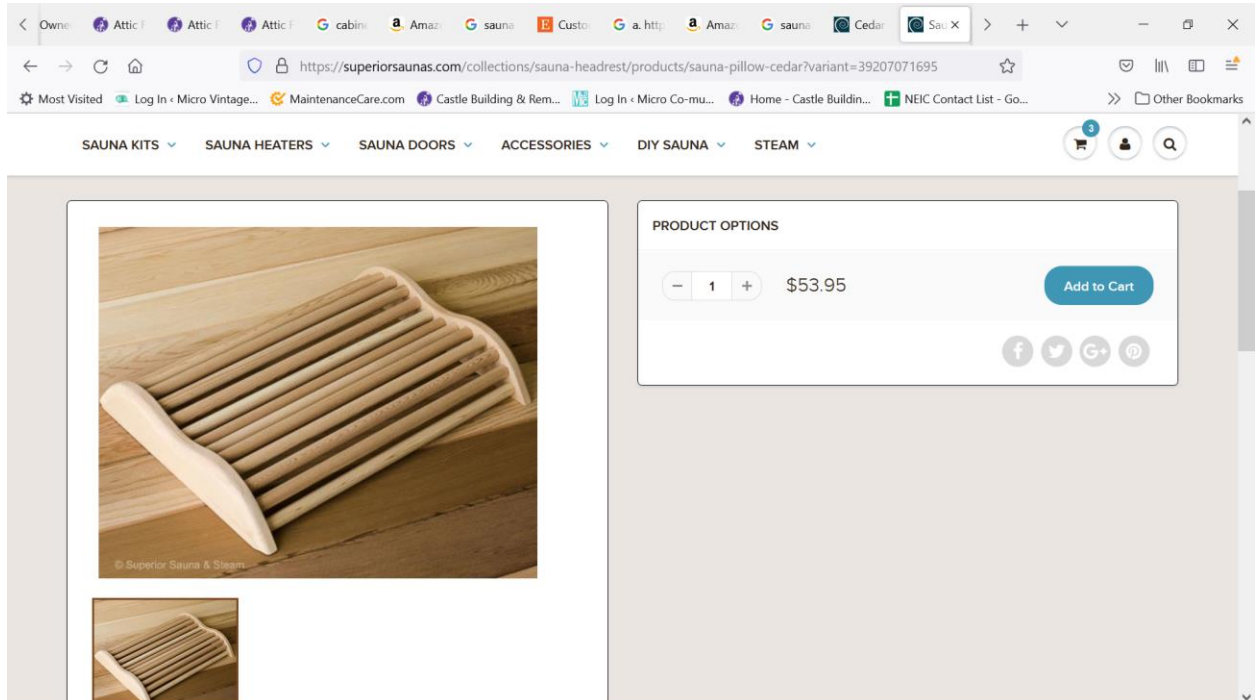 Owne Attic F Attic F Attic F cabin Amaz sauna Custo a. http Amaz sauna Cedar Sau
https://superiorsaunas.com/collections/sauna-headrest/products/sauna-pillow-cedar?variant=39207071695
Most Visited Log In ‹ Micro Vintage... MaintenanceCare.com Castle Building & Rem... Log In ‹ Micro Co-mu... Home - Castle Buildin... NEIC Contact List - Go... Other Bookmarks
SAUNA KITS SAUNA HEATERS SAUNA DOORS ACCESSORIES DIY SAUNA STEAM 3
PRODUCT OPTIONS
− 1 + $53.95 Add to Cart
© Superior Sauna & Steam